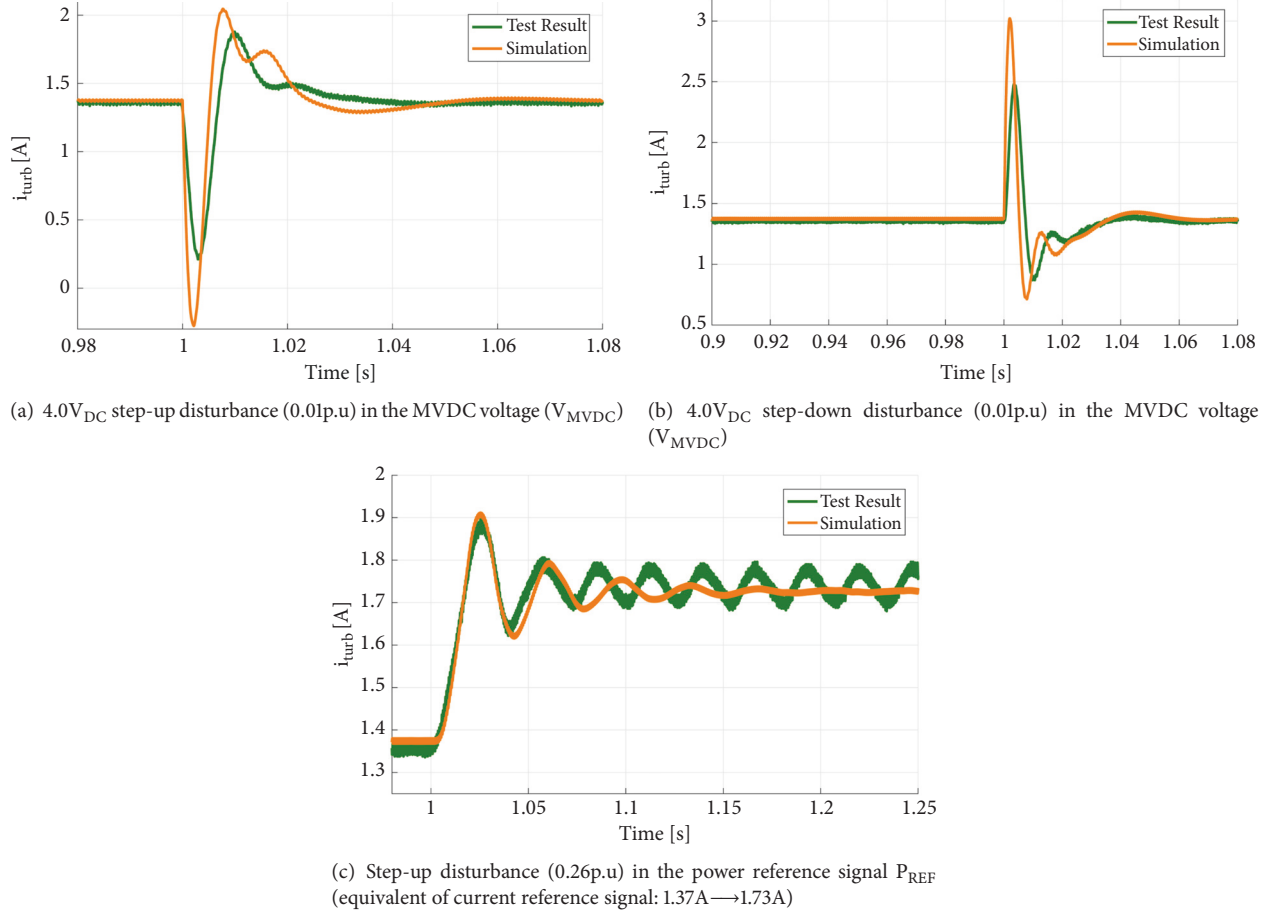 2
1.5
1
0.5
0
i_turb [A]
Test Result
Simulation
0.98 1 1.02 1.04 1.06 1.08
Time [s]
(a) 4.0V_DC step-up disturbance (0.01p.u) in the MVDC voltage (V_MVDC)
3.5
3
2.5
2
1.5
1
0.5
i_turb [A]
Test Result
Simulation
0.9 0.92 0.94 0.96 0.98 1 1.02 1.04 1.06 1.08
Time [s]
(b) 4.0V_DC step-down disturbance (0.01p.u) in the MVDC voltage
(V_MVDC)
2
1.9
1.8
1.7
1.6
1.5
1.4
1.3
i_turb [A]
Test Result
Simulation
1 1.05 1.1 1.15 1.2 1.25
Time [s]
(c) Step-up disturbance (0.26p.u) in the power reference signal P_REF
(equivalent of current reference signal: 1.37A⟶1.73A)